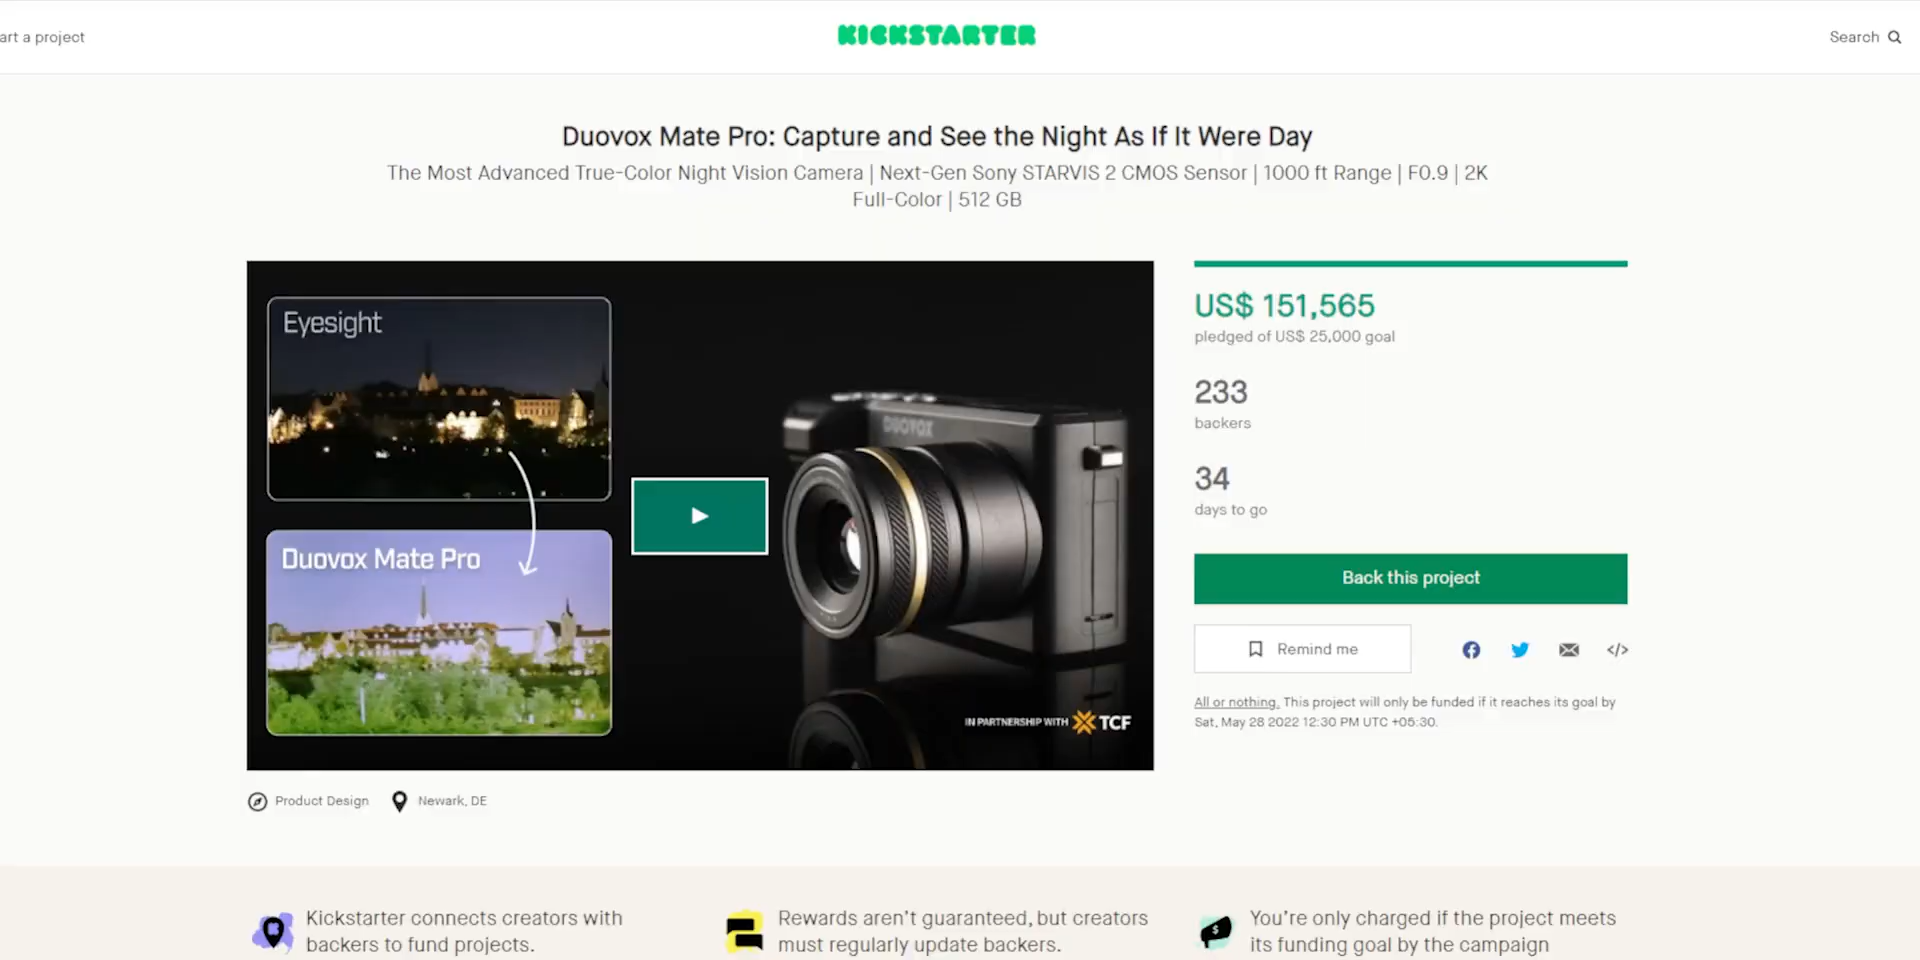 art a project
KICKSTARTER
Search
Duovox Mate Pro: Capture and See the Night As If It Were Day
The Most Advanced True-Color Night Vision Camera | Next-Gen Sony STARVIS 2 CMOS Sensor | 1000 ft Range | F0.9 | 2K
Full-Color | 512 GB
Eyesight
Duovox Mate Pro
DUOVOX
IN PARTNERSHIP WITH TCF
US$ 151,565
pledged of US$ 25,000 goal
233
backers
34
days to go
Back this project
Remind me
All or nothing. This project will only be funded if it reaches its goal by
Sat, May 28 2022 12:30 PM UTC +05:30.
Product Design
Newark, DE
Kickstarter connects creators with
backers to fund projects.
Rewards aren't guaranteed, but creators
must regularly update backers.
You're only charged if the project meets
its funding goal by the campaign